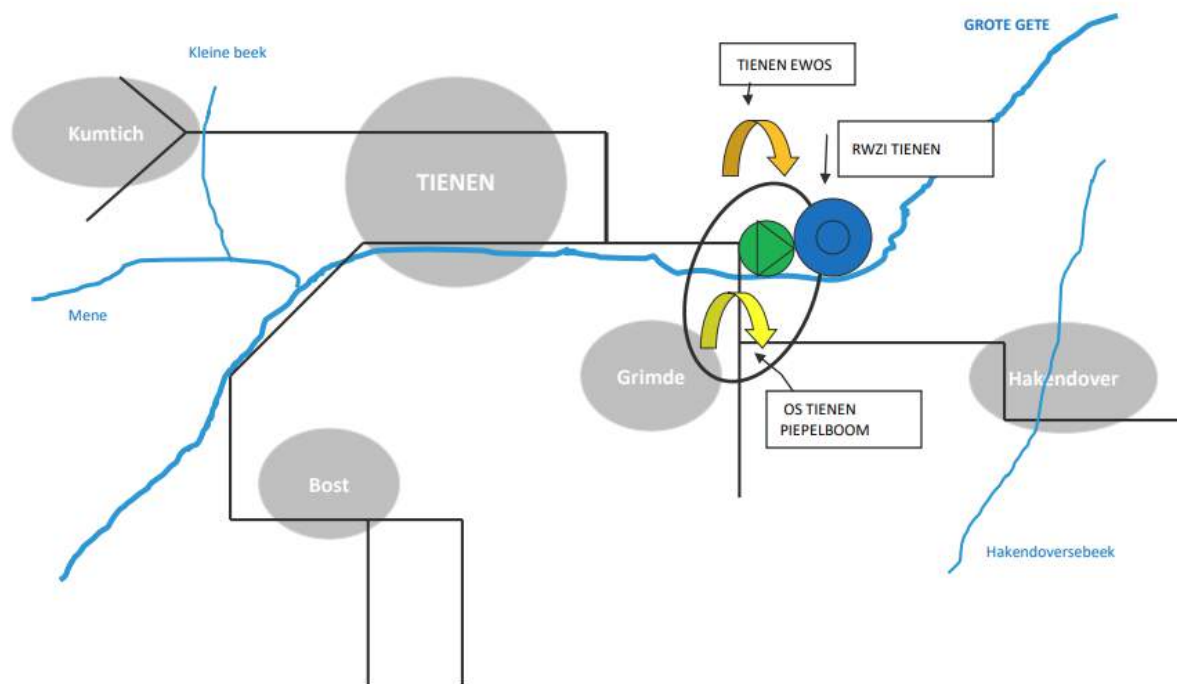 GROTE GETE
Kleine beek
TIENEN EWOS
Kumtich
RWZI TIENEN
TIENEN
Mene
Grimde
Hakendover
OS TIENEN
PIEPELBOOM
Bost
Hakendoversebeek